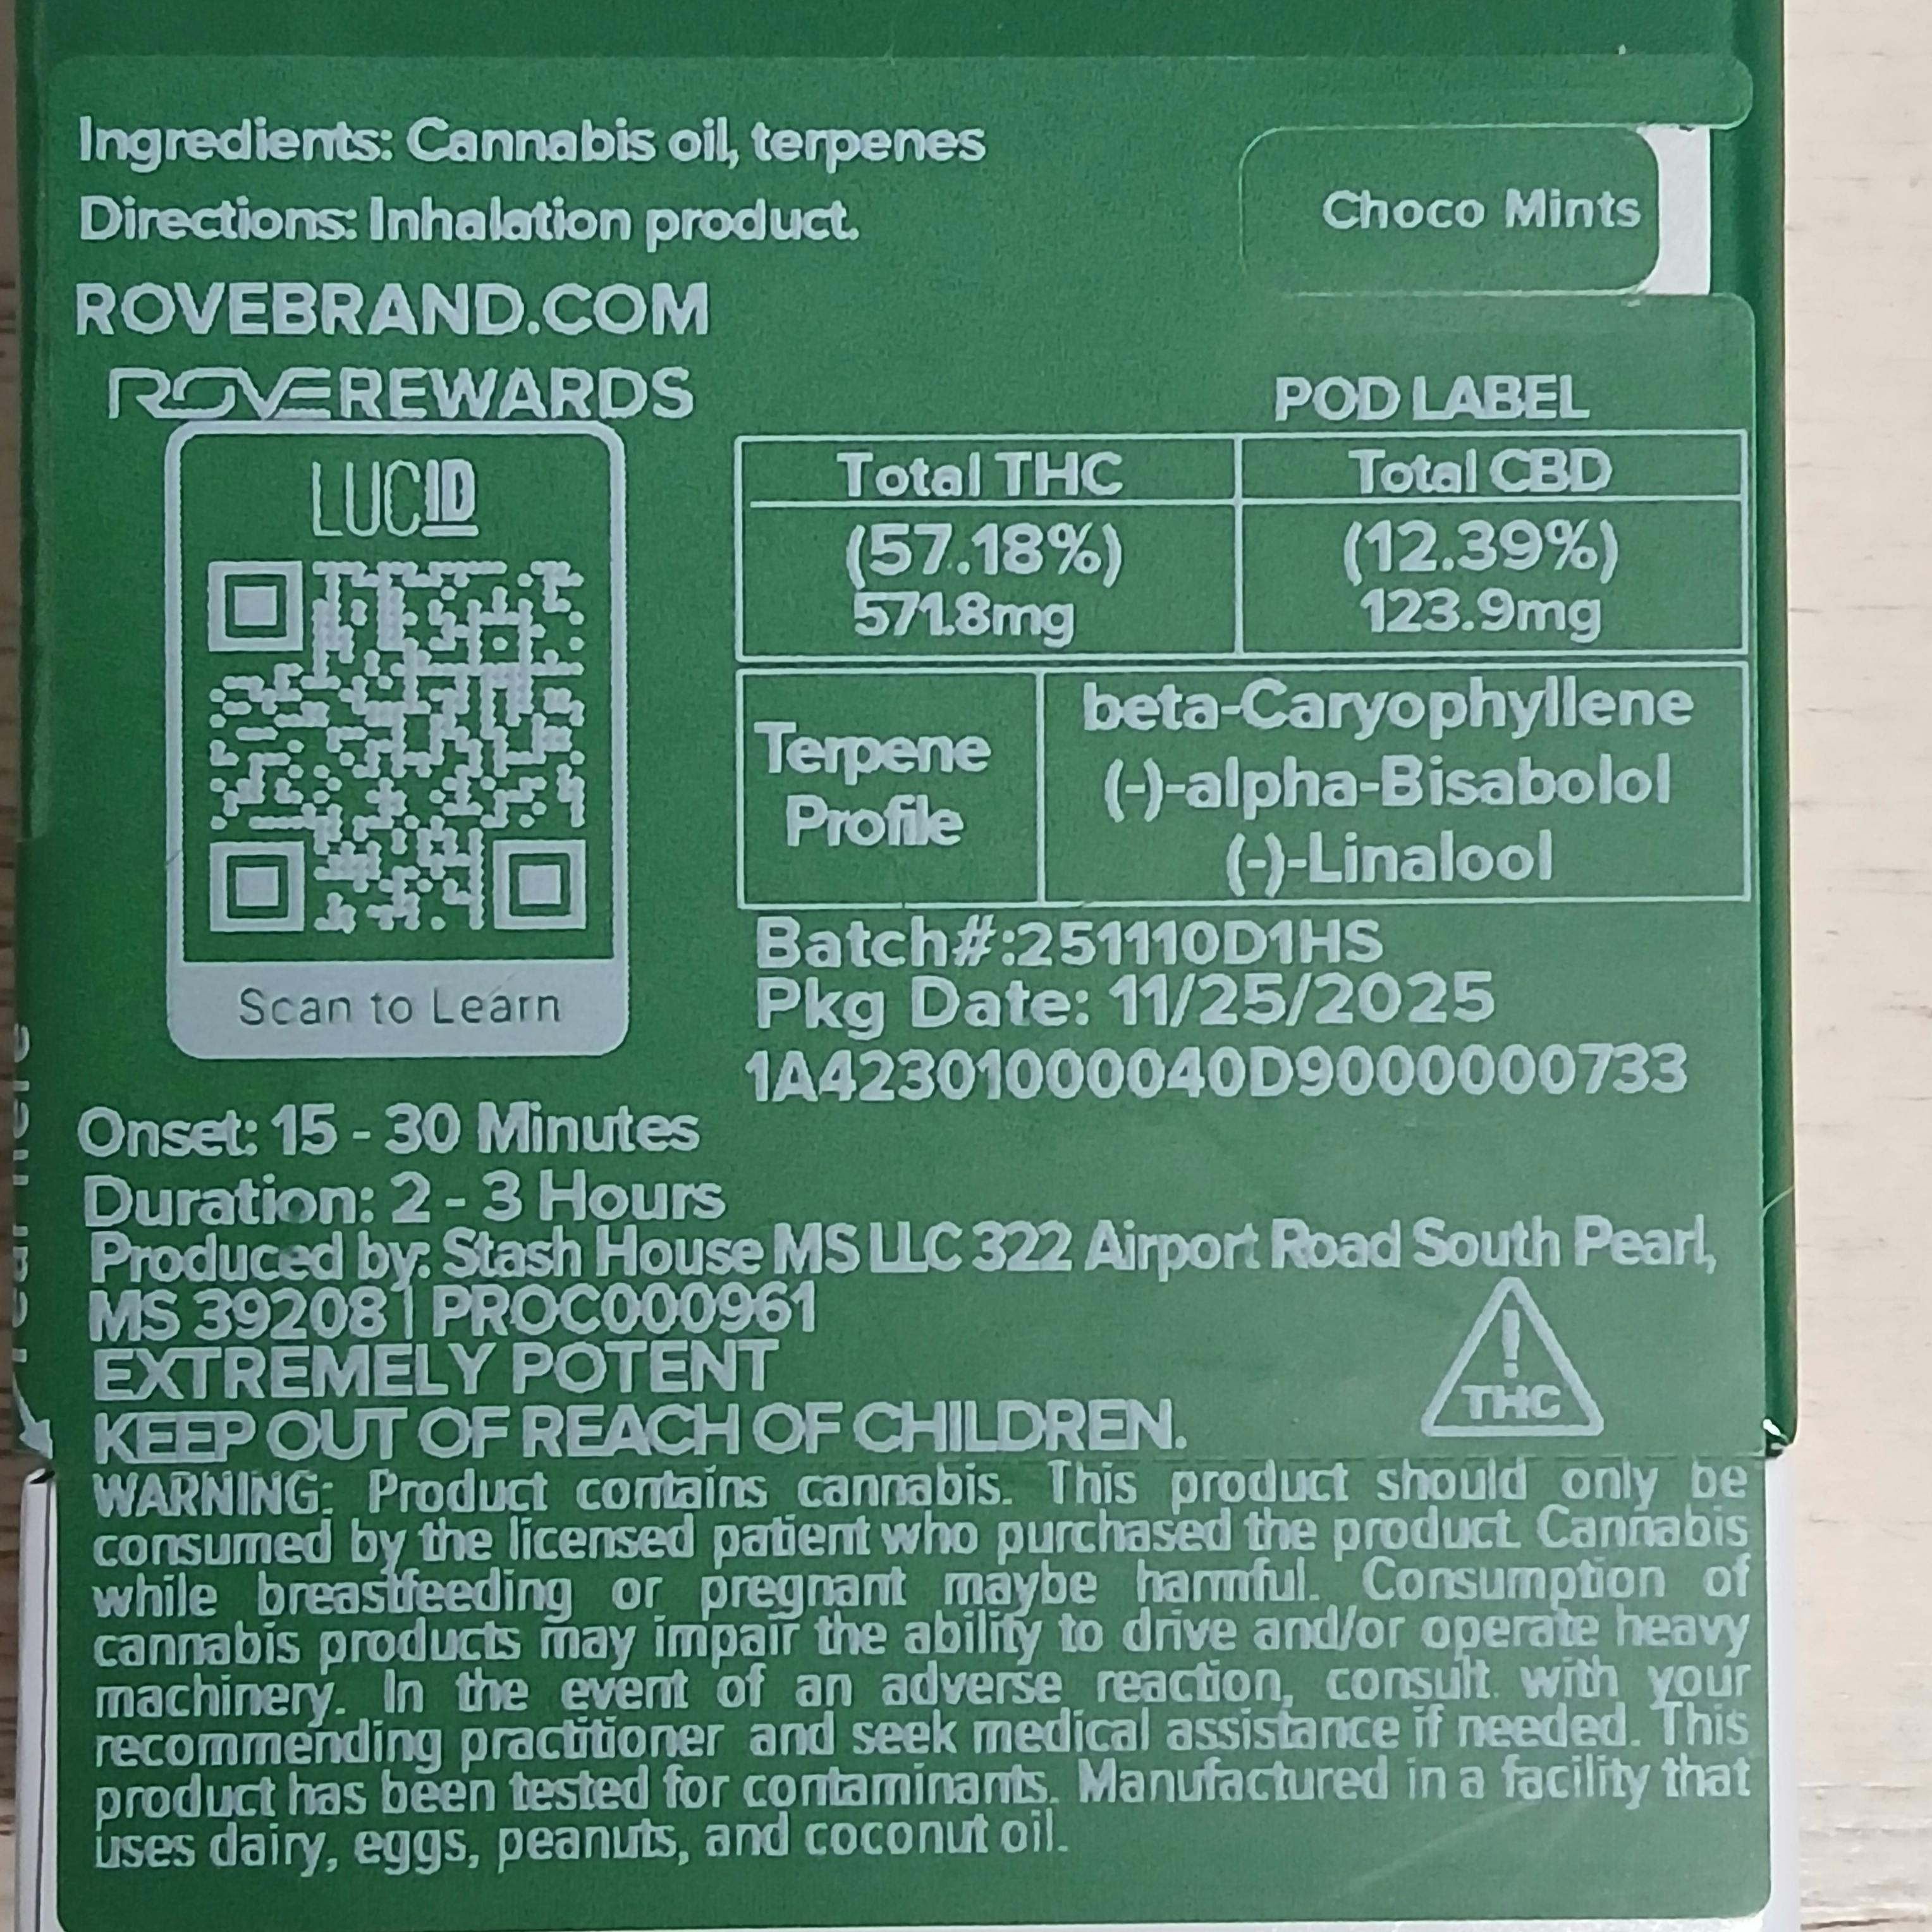 Ingredients: Cannabis oil, terpenes
Directions: Inhalation product.
Choco Mints
ROVEBRAND.COM
ROVE REWARDS
LUCID
Scan to Learn
POD LABEL
Total THC Total CBD
(57.18%) (12.39%)
571.8mg 123.9mg
Terpene Profile
beta-Caryophyllene
(-)-alpha-Bisabolol
(-)-Linalool
Batch#:251110D1HS
Pkg Date: 11/25/2025
1A42301000040D9000000733
Onset: 15 - 30 Minutes
Duration: 2 - 3 Hours
Produced by: Stash House MS LLC 322 Airport Road South Pearl,
MS 39208 | PROC000961
EXTREMELY POTENT
KEEP OUT OF REACH OF CHILDREN.
! THC
WARNING: Product contains cannabis. This product should only be
consumed by the licensed patient who purchased the product. Cannabis
while breastfeeding or pregnant maybe harmful. Consumption of
cannabis products may impair the ability to drive and/or operate heavy
machinery. In the event of an adverse reaction, consult with your
recommending practitioner and seek medical assistance if needed. This
product has been tested for contaminants. Manufactured in a facility that
uses dairy, eggs, peanuts, and coconut oil.